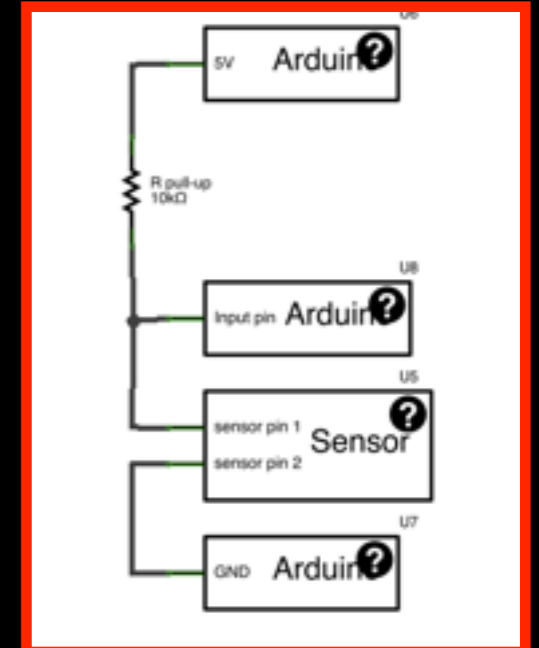 U6
5V Arduin?
R pull-up
10kΩ
U8
Input pin Arduin?
U5
?
sensor pin 1
Sensor
sensor pin 2
U7
GND Arduin?